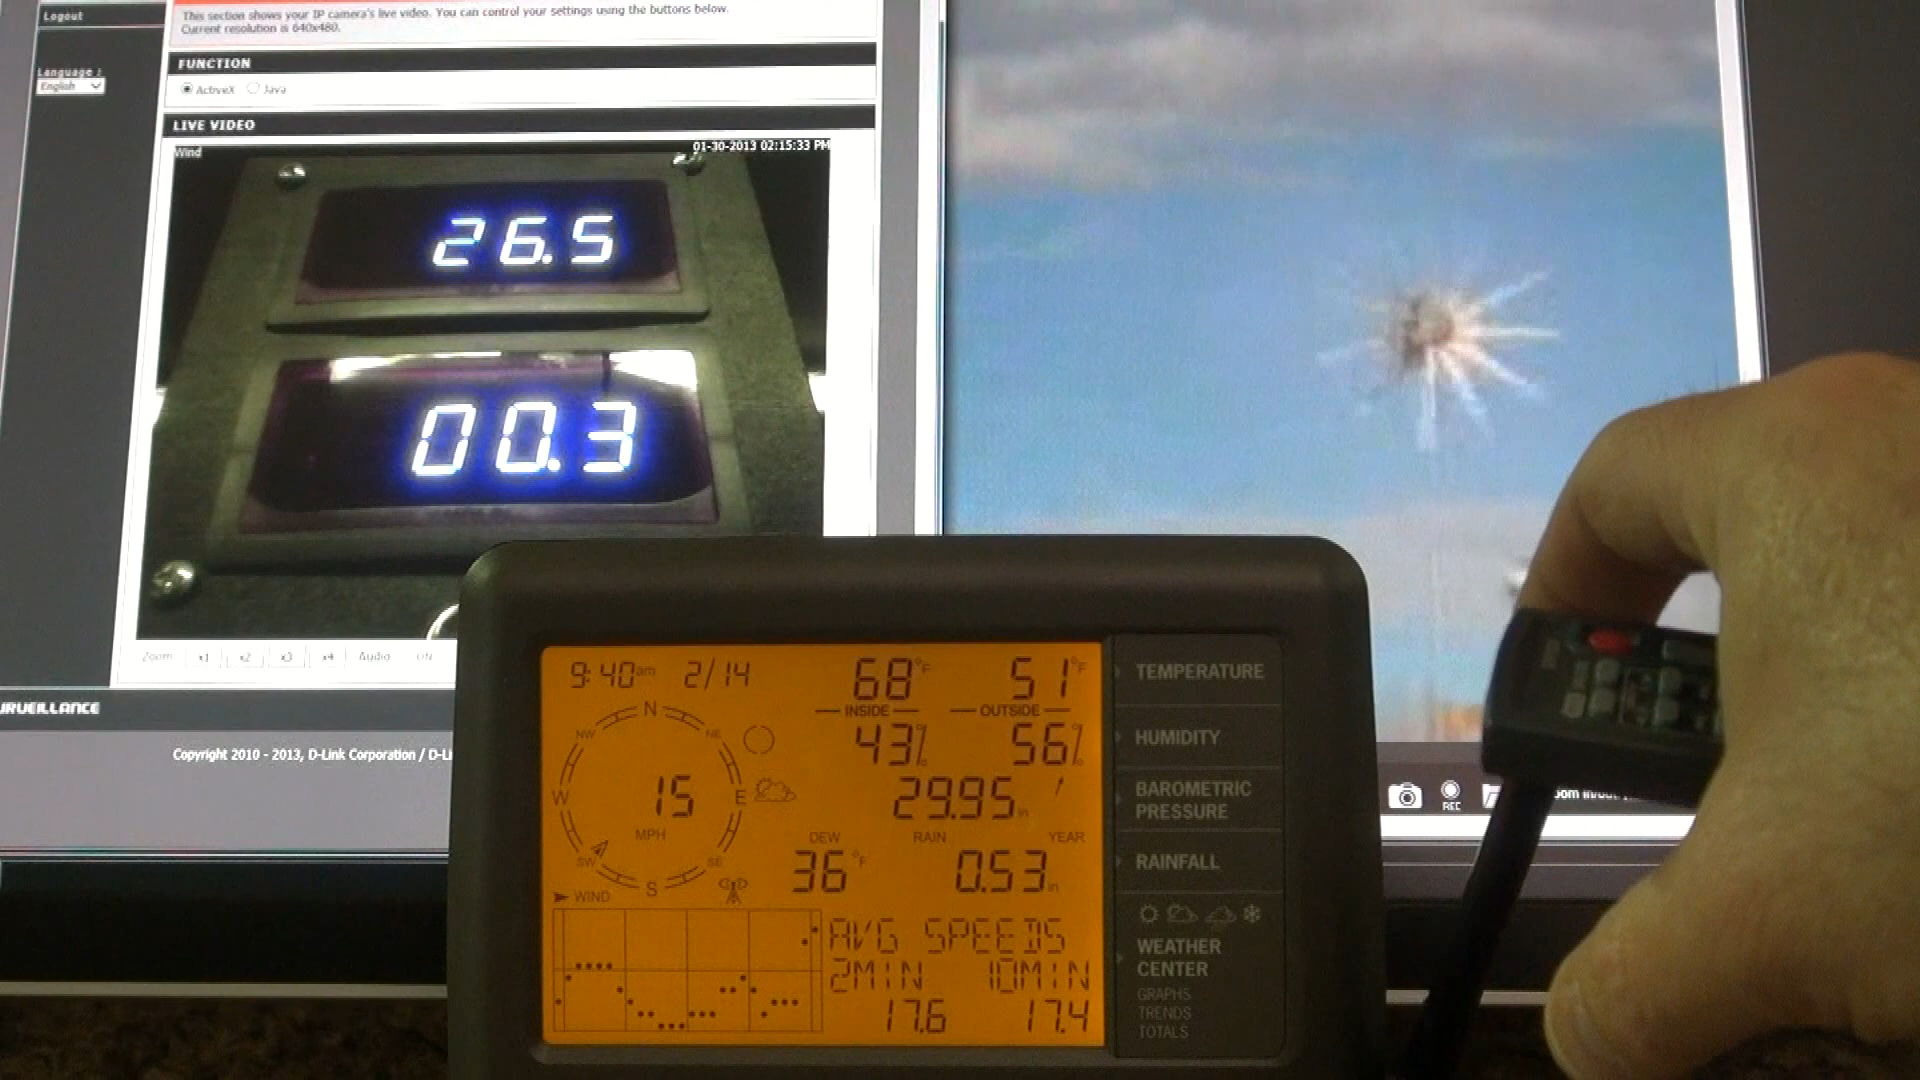 Logout
This section shows your IP camera's live video. You can control your settings using the buttons below.
Current resolution is 640x480.
Language :
English
FUNCTION
ActiveX Java
LIVE VIDEO
Wind 01-30-2013 02:15:33 PM
26.5
00.3
Zoom x1 x2 x3 x4 Audio ON
Copyright 2010 - 2013, D-Link Corporation /
REC
9:40am 2/14
68°F 51°F
INSIDE OUTSIDE
43% 56%
29.95in
N
NW NE
W E
15
MPH
SW SE
S
DEW RAIN YEAR
36°F 0.53in
WIND
AVG SPEEDS
2MIN 10MIN
17.6 17.4
TEMPERATURE
HUMIDITY
BAROMETRIC
PRESSURE
RAINFALL
WEATHER
CENTER
GRAPHS
TRENDS
TOTALS